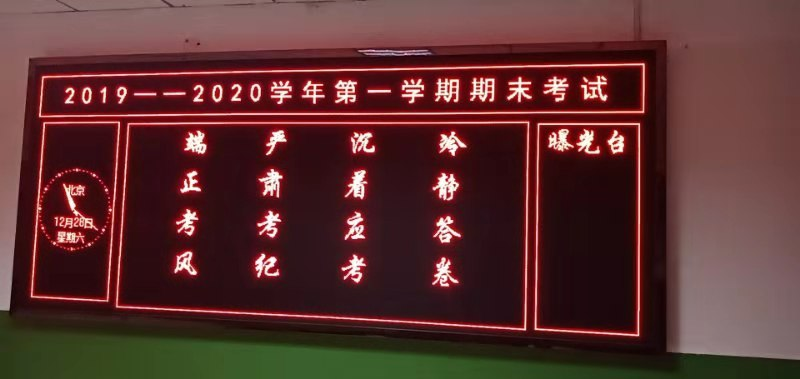 2019——2020学年第一学期期末考试
北京
12月28日
星期六
端正考风
严肃考纪
沉着应考
冷静答卷
曝光台